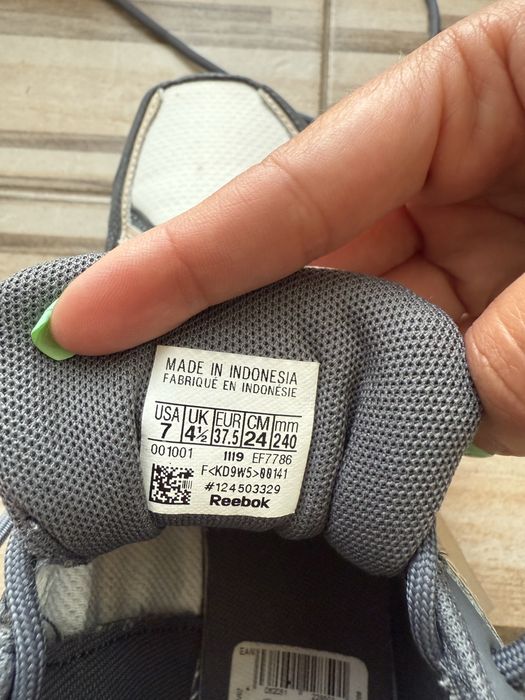 MADE IN INDONESIA
FABRIQUÉ EN INDONÉSIE
USA UK EUR CM mm
7 4½ 37.5 24 240
001001 1119 EF7786
F<KD9W5>00141
#124503329
Reebok
EAN